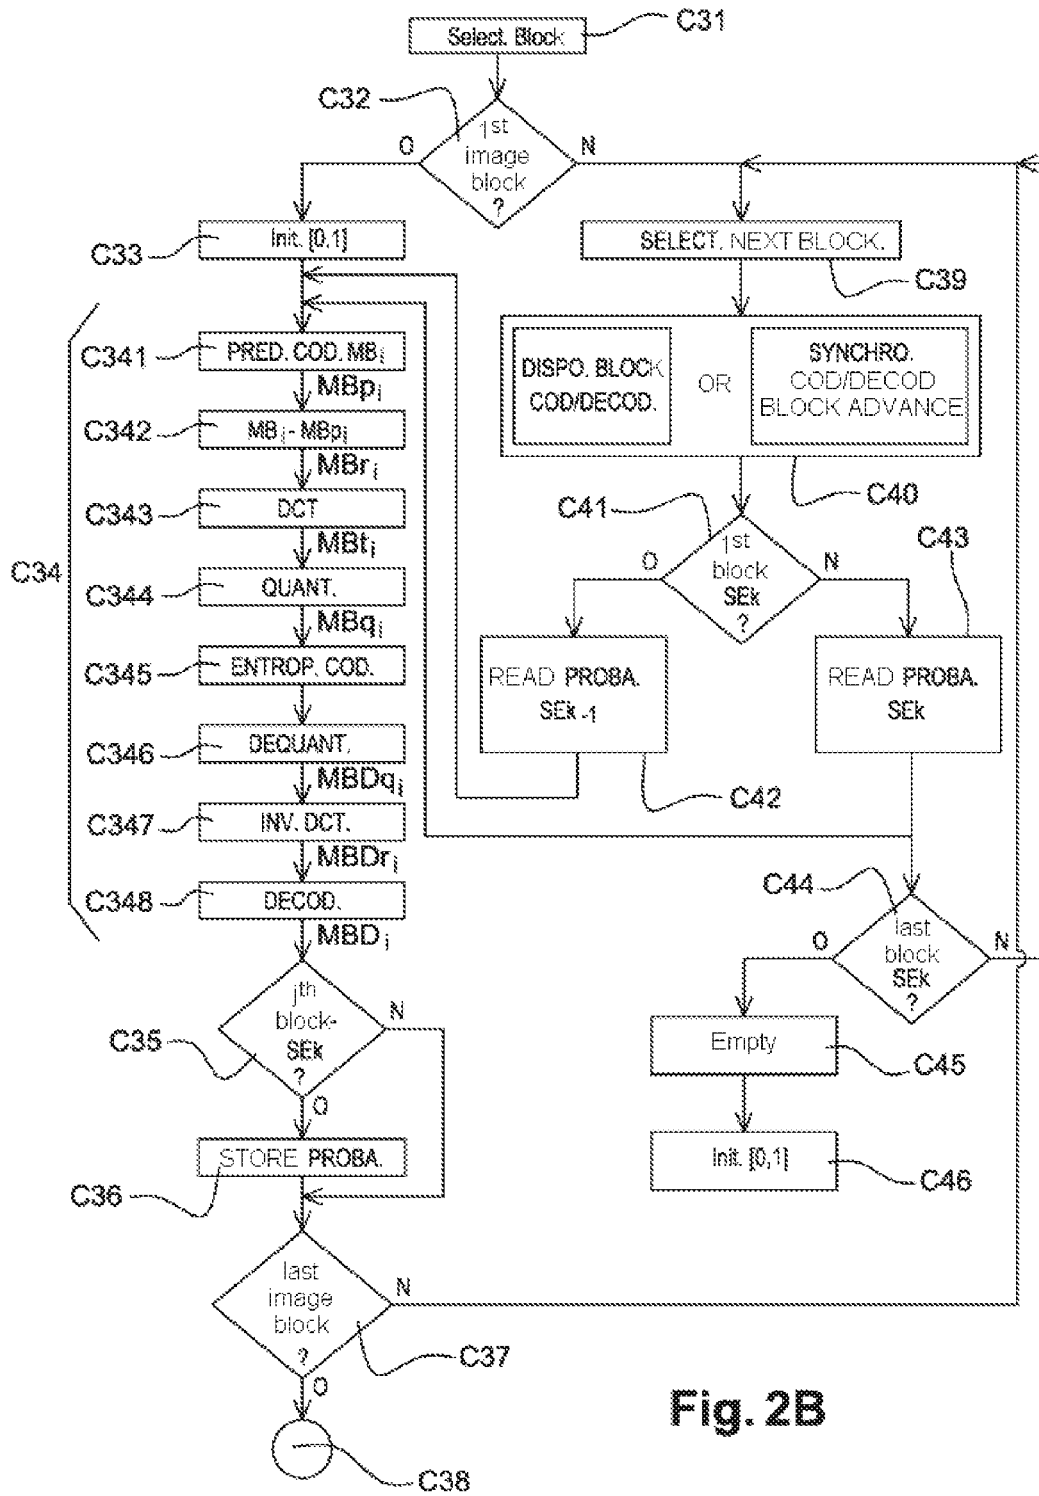 C31
Select. Block
C32
1st
image
block
?
O
N
C33
Init. [0,1]
SELECT. NEXT BLOCK.
C39
C34
C341
PRED. COD. MBi
MBpi
C342
MBi - MBpi
MBri
C343
DCT
MBti
C344
QUANT.
MBqi
C345
ENTROP. COD.
C346
DEQUANT.
MBDqi
C347
INV. DCT.
MBDri
C348
DECOD.
MBDi
DISPO. BLOCK
COD/DECOD.
OR
SYNCHRO.
COD/DECOD
BLOCK ADVANCE
C40
C41
1st
block
SEk
?
O
N
C43
READ PROBA.
SEk-1
C42
READ PROBA.
SEk
C44
last
block
SEk
?
O
N
Empty
C45
Init. [0,1]
C46
C35
jth
block-
SEk
?
N
O
STORE PROBA.
C36
last
image
block
?
N
O
C37
C38
Fig. 2B